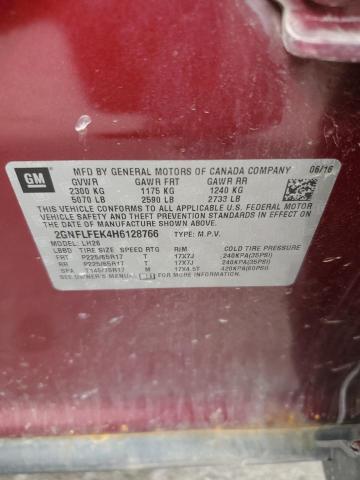 GM
MFD BY GENERAL MOTORS OF CANADA COMPANY 06/16
GVWR GAWR FRT GAWR RR
2300 KG 1175 KG 1240 KG
5070 LB 2590 LB 2733 LB
THIS VEHICLE CONFORMS TO ALL APPLICABLE U.S. FEDERAL MOTOR
VEHICLE SAFETY, BUMPER, AND THEFT PREVENTION STANDARDS IN
EFFECT ON THE DATE OF MANUFACTURE SHOWN ABOVE.
2GNFLFEK4H6128766 TYPE: M.P.V.
MODEL: LH26
TIRE SIZE SPEED RTG RIM COLD TIRE PRESSURE
FRT P225/65R17 T 17X7J 240KPA(35PSI)
RR P225/65R17 T 17X7J 240KPA(35PSI)
SPA T145/70R17 M 17X4.5T 420KPA(60PSI)
SEE OWNER'S MANUAL FOR ADDITIONAL INFORMATION.